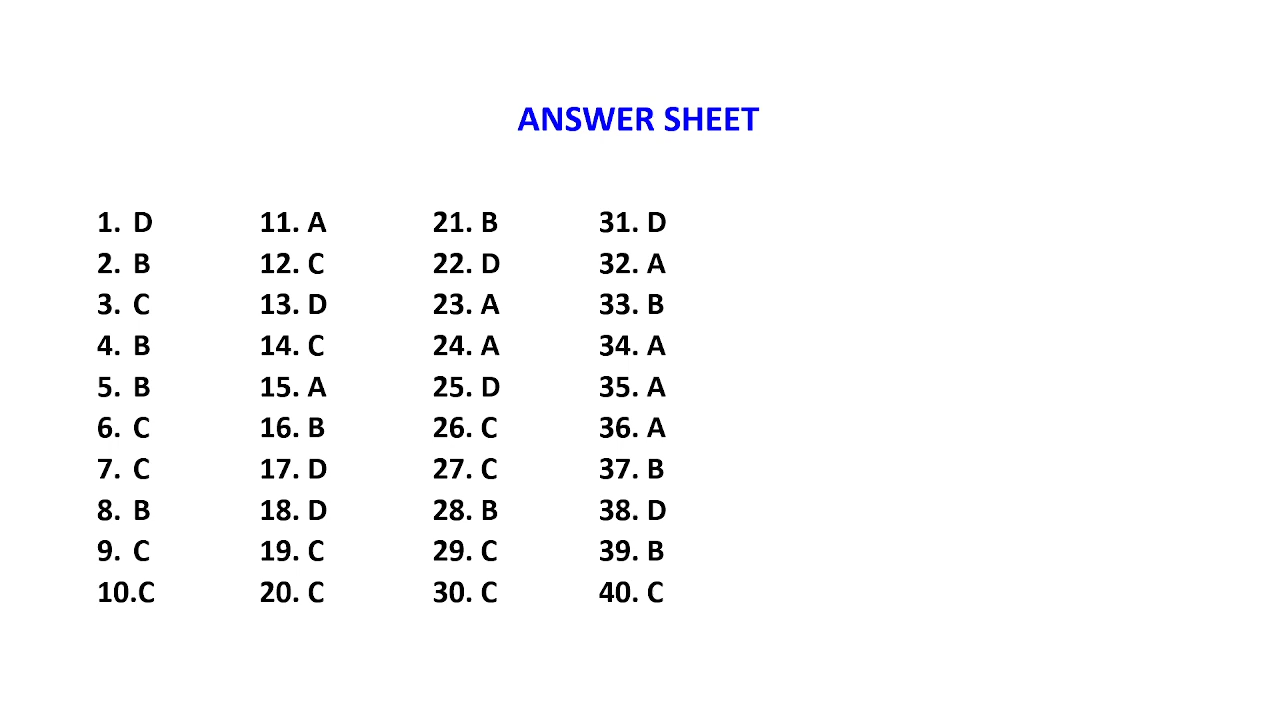 ANSWER SHEET
1. D
2. B
3. C
4. B
5. B
6. C
7. C
8. B
9. C
10.C
11. A
12. C
13. D
14. C
15. A
16. B
17. D
18. D
19. C
20. C
21. B
22. D
23. A
24. A
25. D
26. C
27. C
28. B
29. C
30. C
31. D
32. A
33. B
34. A
35. A
36. A
37. B
38. D
39. B
40. C